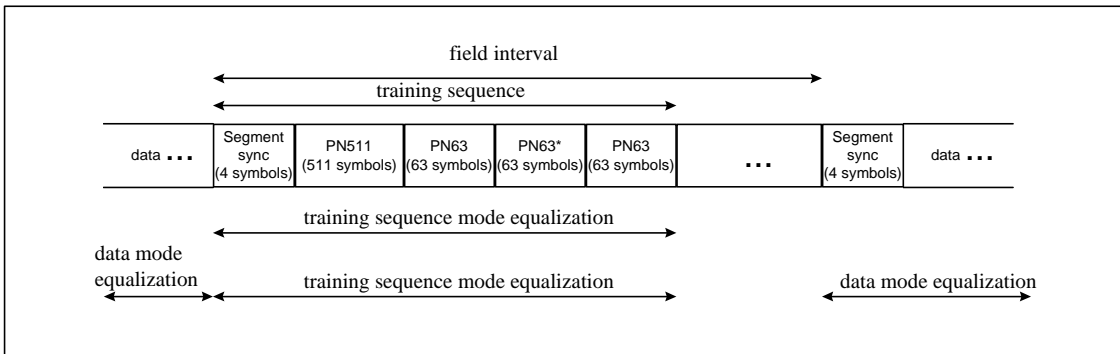 field interval
training sequence
data ...
Segment
sync
(4 symbols)
PN511
(511 symbols)
PN63
(63 symbols)
PN63*
(63 symbols)
PN63
(63 symbols)
...
Segment
sync
(4 symbols)
data ...
training sequence mode equalization
data mode
equalization
training sequence mode equalization
data mode equalization